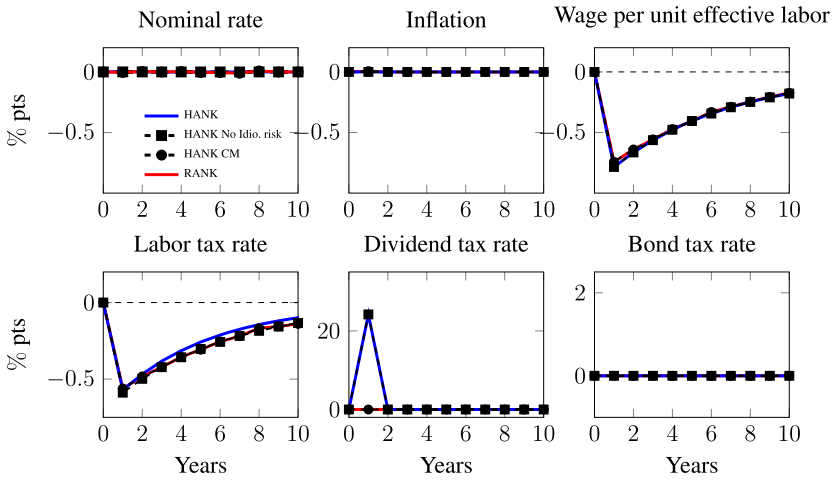 Nominal rate
Inflation
Wage per unit effective labor
% pts
0
−0.5
HANK
HANK No Idio. risk
HANK CM
RANK
0 2 4 6 8 10
0
−0.5
0 2 4 6 8 10
0
−0.5
0 2 4 6 8 10
Labor tax rate
Dividend tax rate
Bond tax rate
% pts
0
−0.5
0 2 4 6 8 10
Years
20
0
0 2 4 6 8 10
Years
2
0
0 2 4 6 8 10
Years